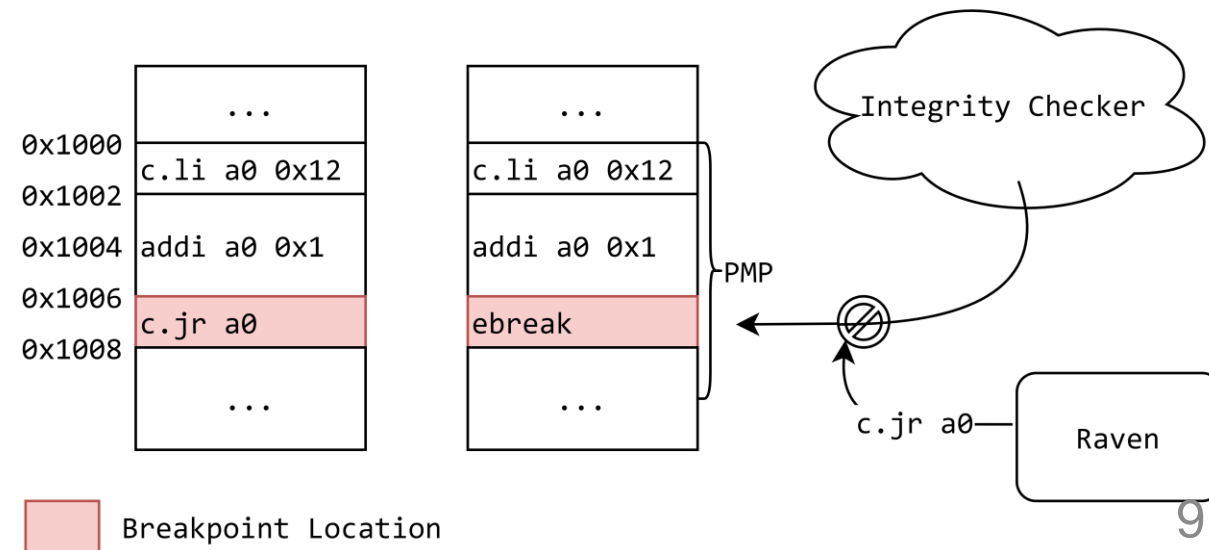 ...
0x1000
c.li a0 0x12
0x1002
0x1004
addi a0 0x1
0x1006
c.jr a0
0x1008
...
...
c.li a0 0x12
addi a0 0x1
ebreak
...
PMP
Integrity Checker
c.jr a0
Raven
Breakpoint Location
9